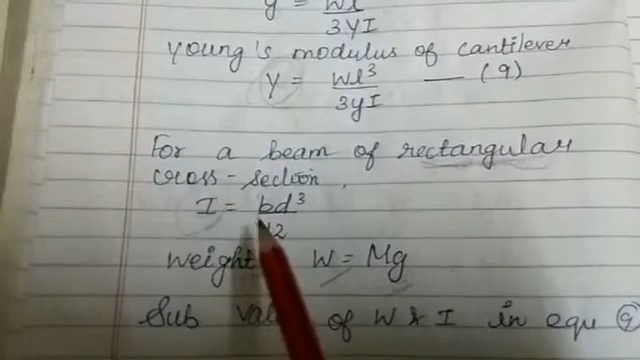 y = Wl
3YI
young's modulus of cantilever
Y = Wl³ — (9)
3yI
For a beam of rectangular
cross-section.
I = bd³
12
weight W = Mg
Sub of W & I in equ 9